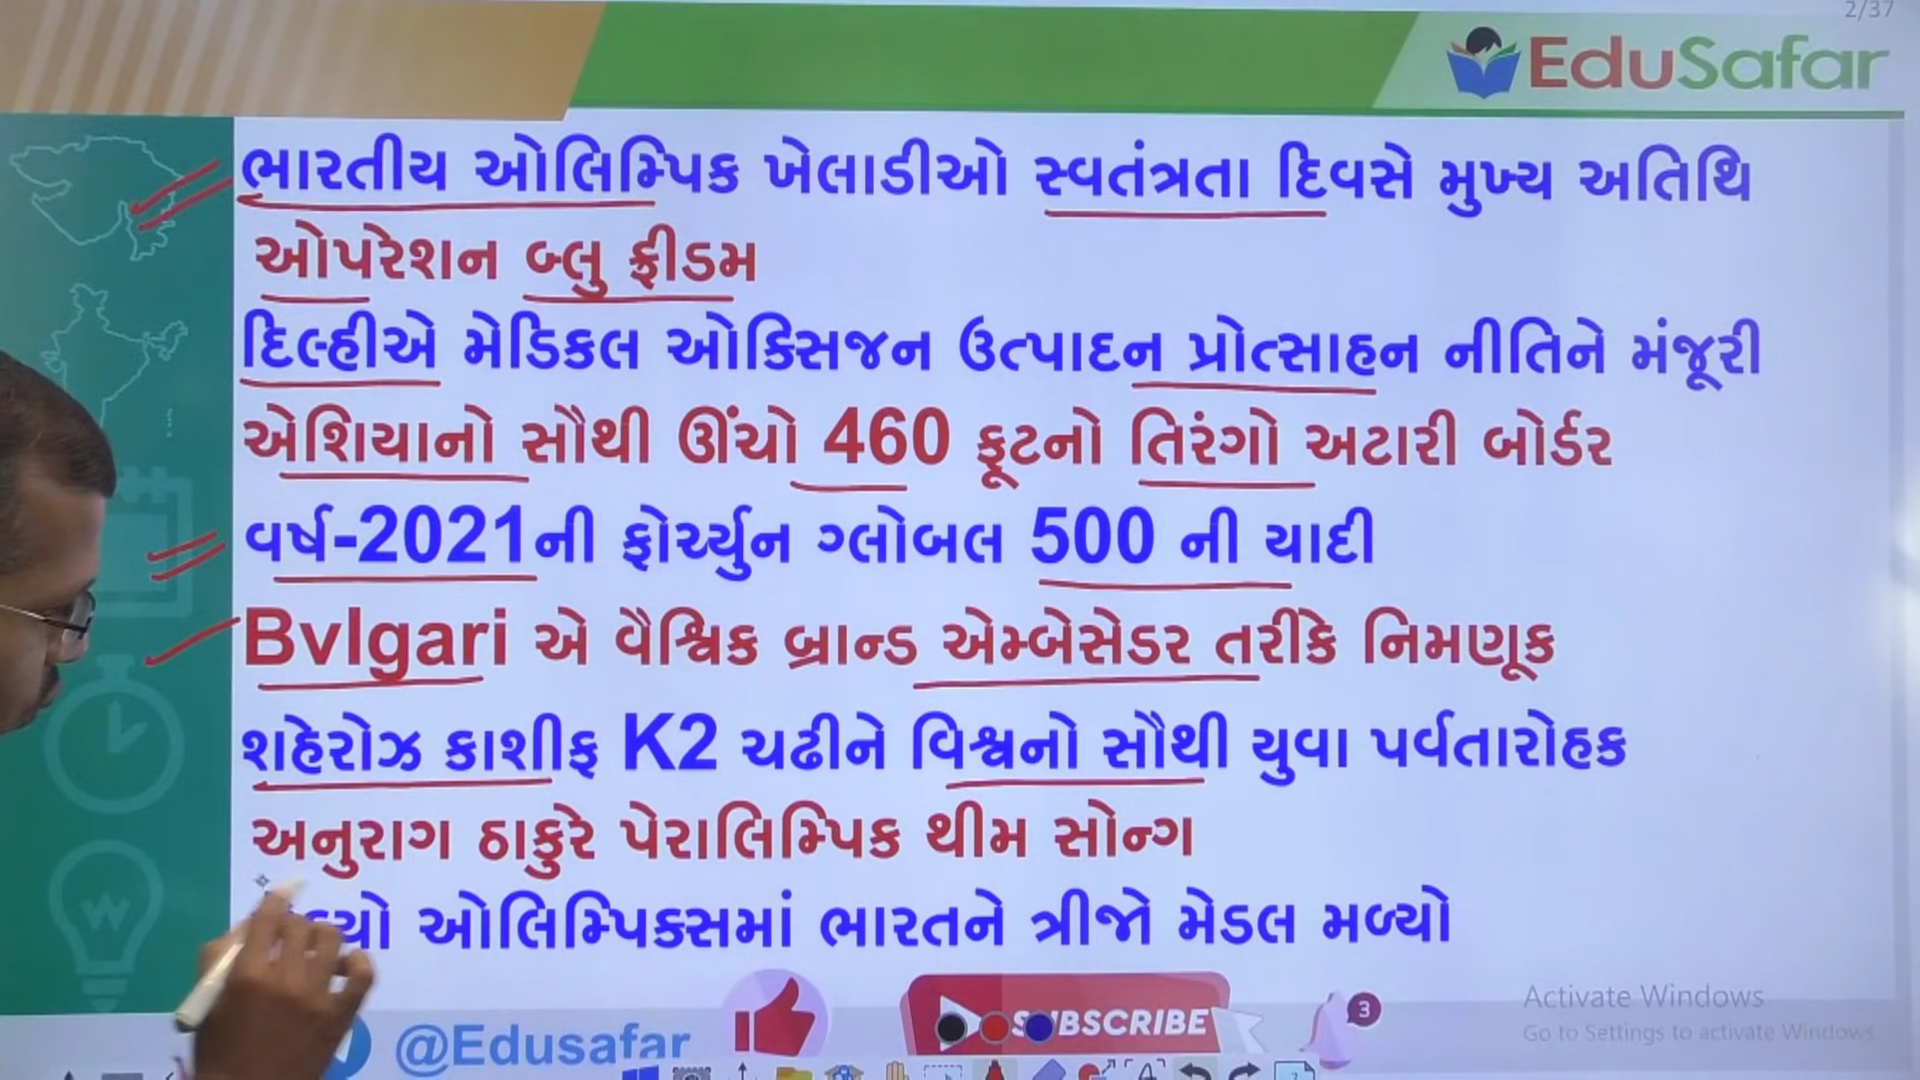 2/37
EduSafar
ભારતીય ઓલિમ્પિક ખેલાડીઓ સ્વતંત્રતા દિવસે મુખ્ય અતિથિ
ઓપરેશન બ્લુ ફ્રીડમ
દિલ્હીએ મેડિકલ ઓક્સિજન ઉત્પાદન પ્રોત્સાહન નીતિને મંજૂરી
એશિયાનો સૌથી ઊંચો 460 ફૂટનો તિરંગો અટારી બોર્ડર
વર્ષ-2021ની ફોર્ચ્યુન ગ્લોબલ 500 ની યાદી
Bvlgari એ વૈશ્વિક બ્રાન્ડ એમ્બેસેડર તરીકે નિમણૂક
શહેરોઝ કાશીફ K2 ચઢીને વિશ્વનો સૌથી યુવા પર્વતારોહક
અનુરાગ ઠાકુરે પેરાલિમ્પિક થીમ સોન્ગ
ઓલિમ્પિક્સમાં ભારતને ત્રીજો મેડલ મળ્યો
@Edusafar
SUBSCRIBE
3
Activate Windows
Go to Settings to activate Windows.